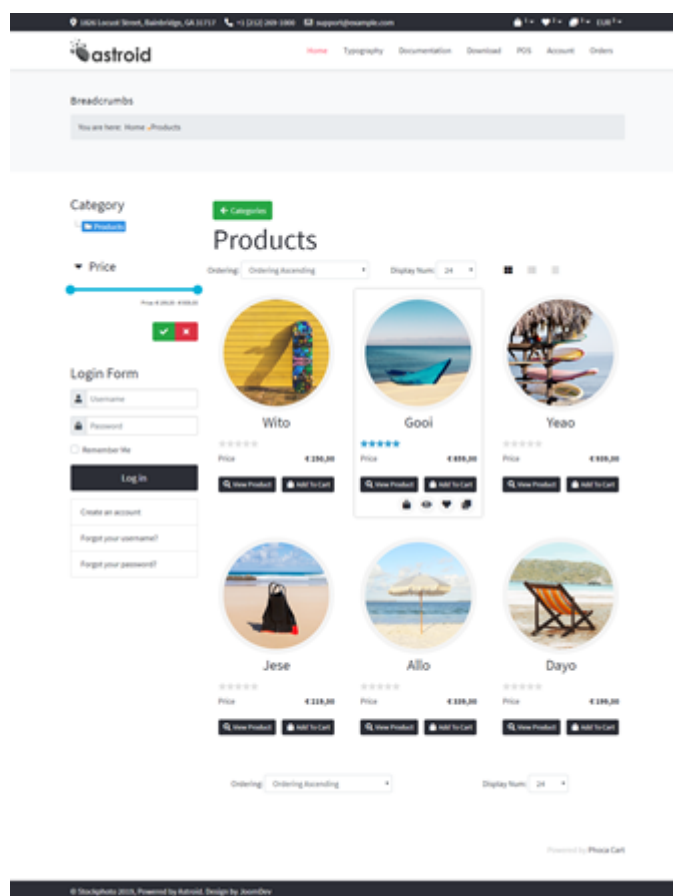 1626 Locust Street, Bainbridge, GA 31717 +1 (212) 269-1000 support@example.com EUR
astroid
Home Typography Documentation Download POS Account Orders
Breadcrumbs
You are here: Home Products
Category
Products
Price
Login Form
Username
Password
Remember Me
Log in
Create an account
Forgot your username?
Forgot your password?
Categories
Products
Ordering: Ordering Ascending Display Num: 24
Wito
Price
View Product Add To Cart
Gooi
Price
View Product Add To Cart
Yeao
Price
View Product Add To Cart
Jese
Price
View Product Add To Cart
Allo
Price
View Product Add To Cart
Dayo
Price
View Product Add To Cart
Ordering: Ordering Ascending Display Num: 24
Powered by Phoca Cart
© Stockphoto 2019, Powered by Astroid. Design by JoomDev